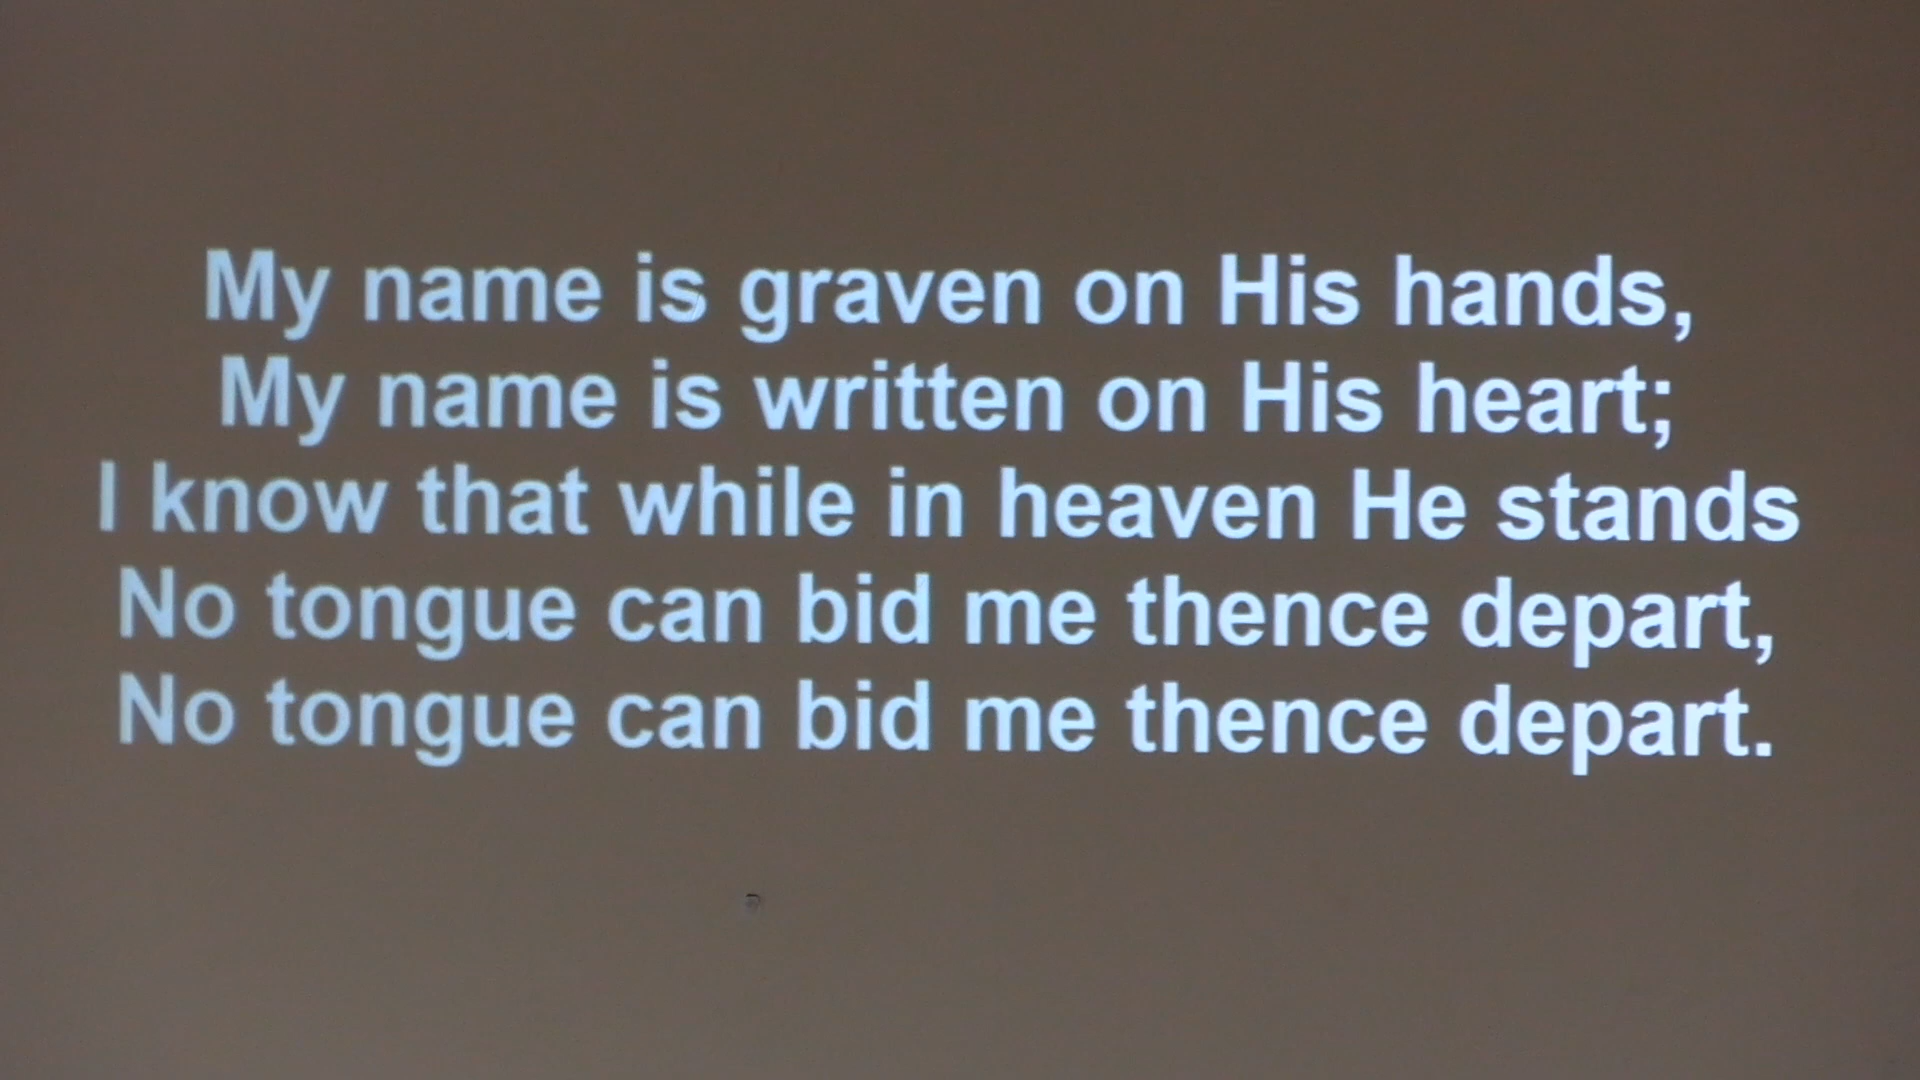 My name is graven on His hands,
My name is written on His heart;
I know that while in heaven He stands
No tongue can bid me thence depart,
No tongue can bid me thence depart.